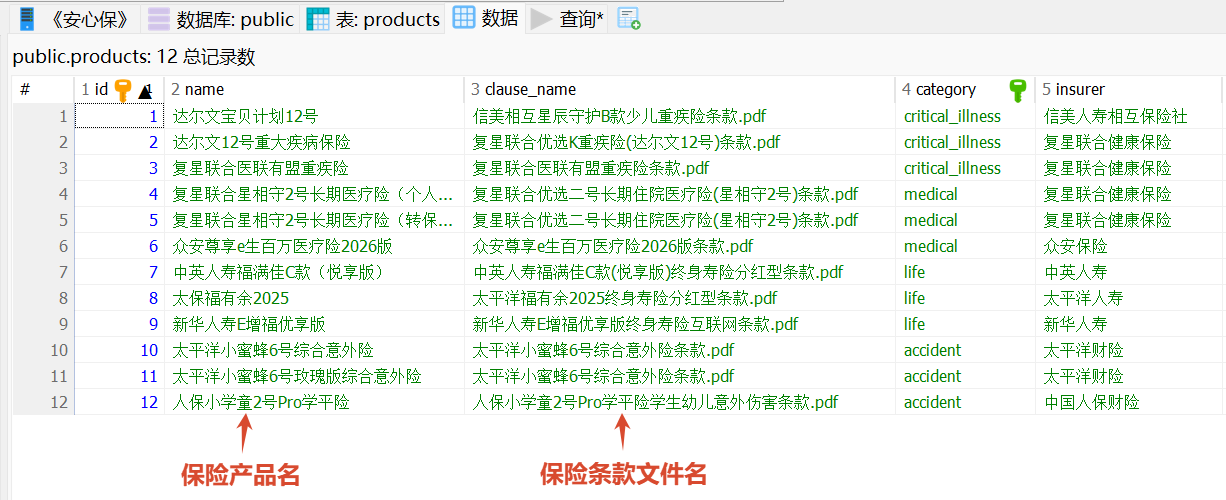 《安心保》 数据库: public 表: products 数据 查询*
public.products: 12 总记录数
# 1 id 1 2 name 3 clause_name 4 category 5 insurer
1 1 达尔文宝贝计划12号 信美相互星辰守护B款少儿重疾险条款.pdf critical_illness 信美人寿相互保险社
2 2 达尔文12号重大疾病保险 复星联合优选K重疾险(达尔文12号)条款.pdf critical_illness 复星联合健康保险
3 3 复星联合医联有盟重疾险 复星联合医联有盟重疾险条款.pdf critical_illness 复星联合健康保险
4 4 复星联合星相守2号长期医疗险（个人... 复星联合优选二号长期住院医疗险(星相守2号)条款.pdf medical 复星联合健康保险
5 5 复星联合星相守2号长期医疗险（转保... 复星联合优选二号长期住院医疗险(星相守2号)条款.pdf medical 复星联合健康保险
6 6 众安尊享e生百万医疗险2026版 众安尊享e生百万医疗险2026版条款.pdf medical 众安保险
7 7 中英人寿福满佳C款（悦享版） 中英人寿福满佳C款(悦享版)终身寿险分红型条款.pdf life 中英人寿
8 8 太保福有余2025 太平洋福有余2025终身寿险分红型条款.pdf life 太平洋人寿
9 9 新华人寿E增福优享版 新华人寿E增福优享版终身寿险互联网条款.pdf life 新华人寿
10 10 太平洋小蜜蜂6号综合意外险 太平洋小蜜蜂6号综合意外险条款.pdf accident 太平洋财险
11 11 太平洋小蜜蜂6号玫瑰版综合意外险 太平洋小蜜蜂6号综合意外险条款.pdf accident 太平洋财险
12 12 人保小学童2号Pro学平险 人保小学童2号Pro学平险学生幼儿意外伤害条款.pdf accident 中国人保财险
保险产品名 保险条款文件名